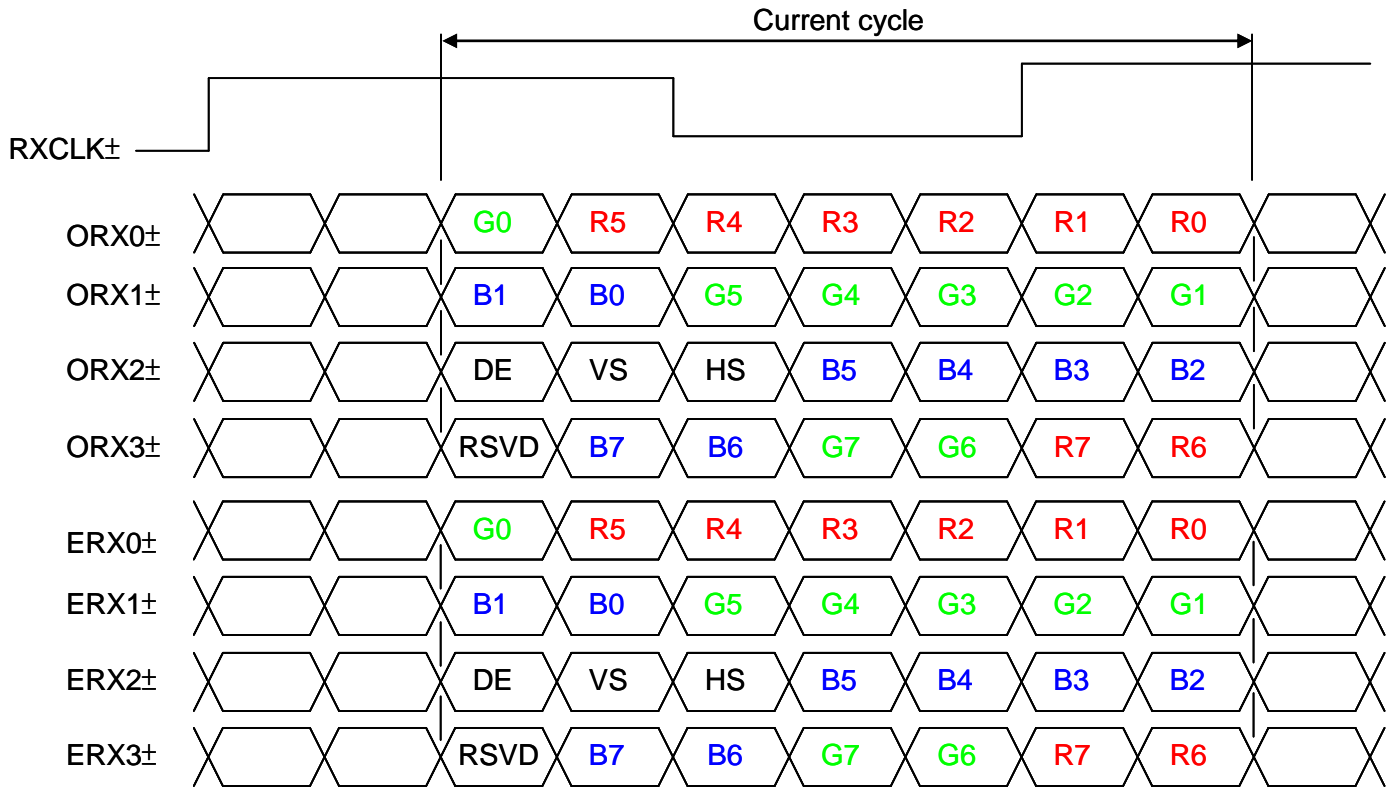 Current cycle
RXCLK±
ORX0± G0 R5 R4 R3 R2 R1 R0
ORX1± B1 B0 G5 G4 G3 G2 G1
ORX2± DE VS HS B5 B4 B3 B2
ORX3± RSVD B7 B6 G7 G6 R7 R6
ERX0± G0 R5 R4 R3 R2 R1 R0
ERX1± B1 B0 G5 G4 G3 G2 G1
ERX2± DE VS HS B5 B4 B3 B2
ERX3± RSVD B7 B6 G7 G6 R7 R6